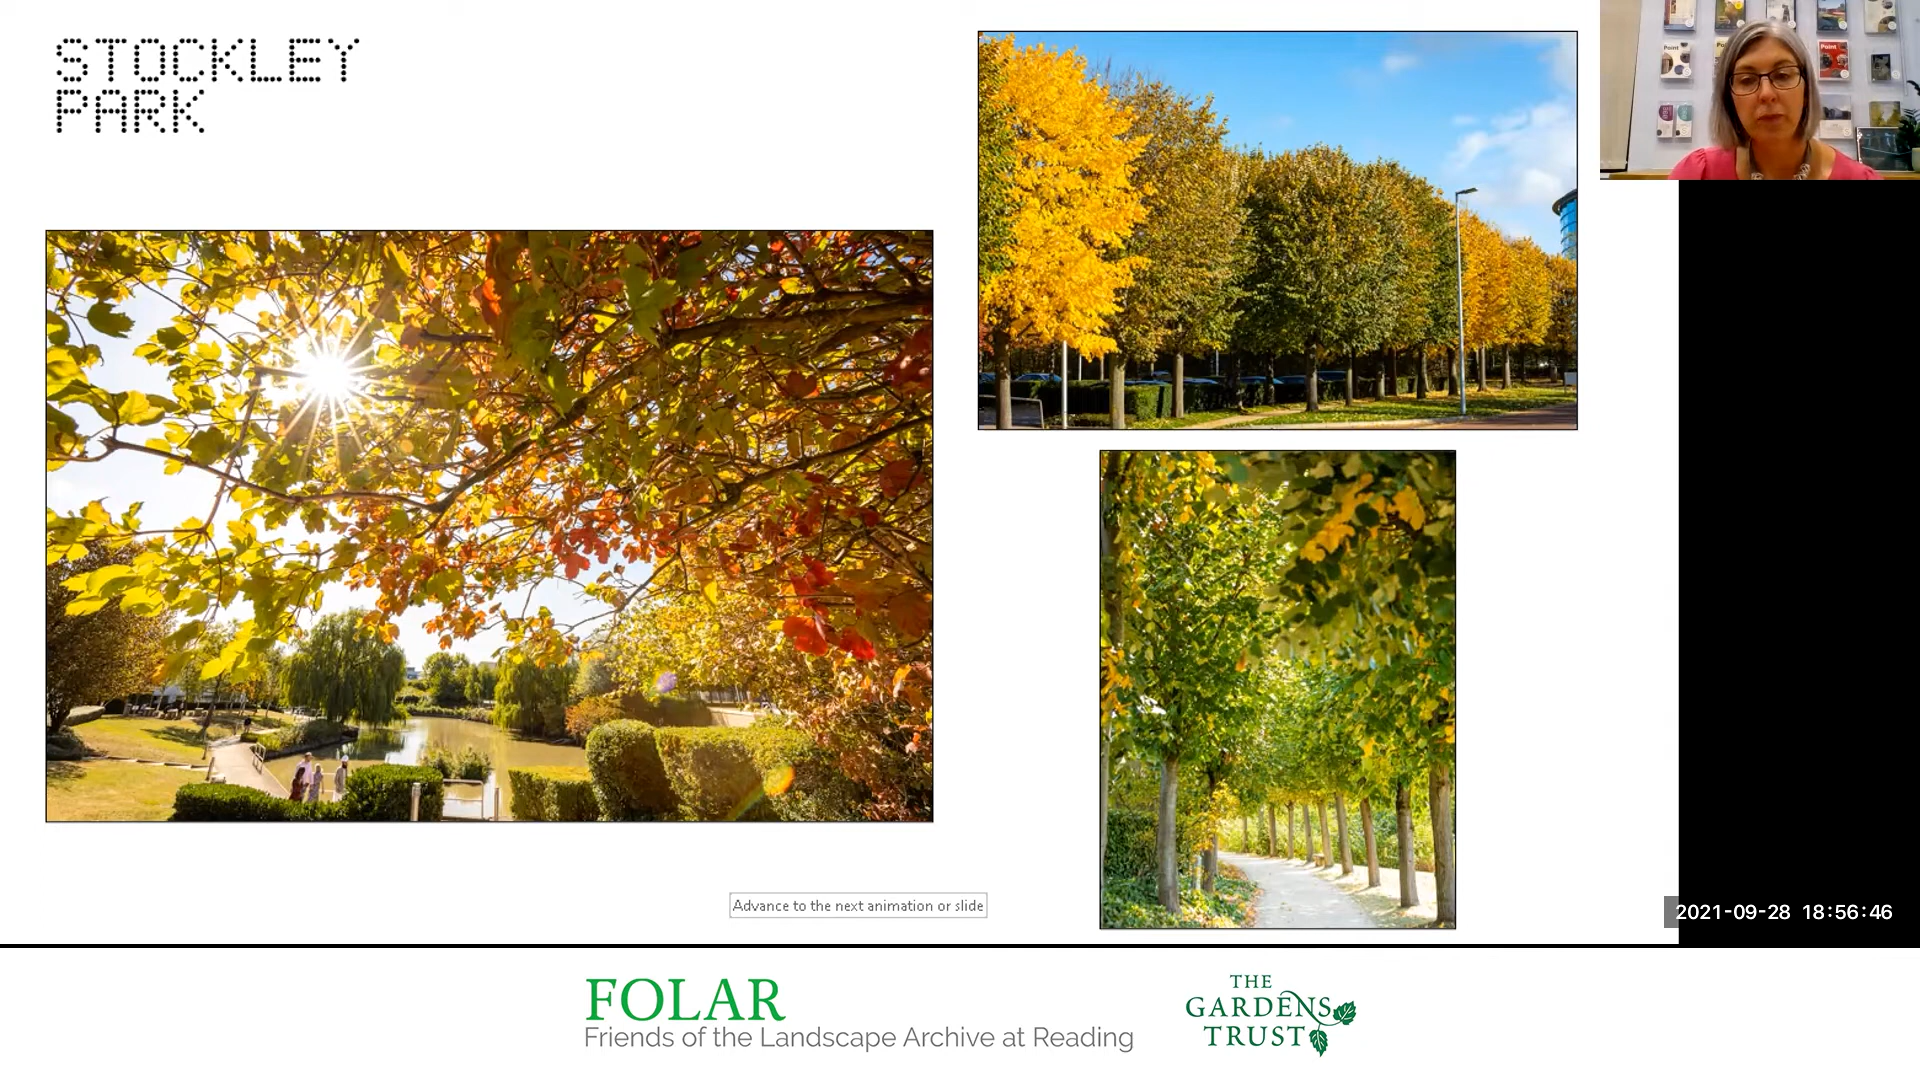 STOCKLEY
PARK
Point
Advance to the next animation or slide
2021-09-28 18:56:46
FOLAR
Friends of the Landscape Archive at Reading
THE
GARDENS
TRUST